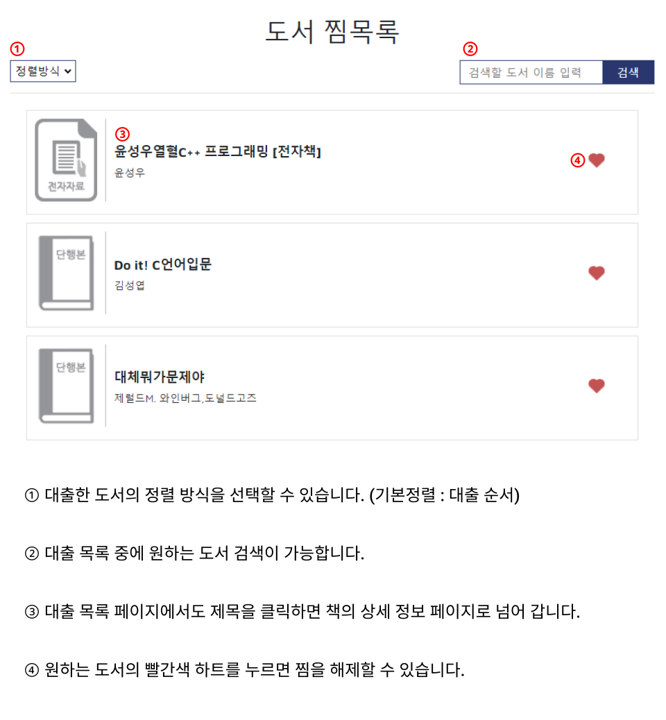 도서 찜목록
①
②
정렬방식
검색할 도서 이름 입력
검색
③
윤성우열혈C++ 프로그래밍 [전자책]
윤성우
전자자료
④
단행본
Do it! C언어입문
김성엽
단행본
대체뭐가문제야
제럴드M. 와인버그,도널드고즈
① 대출한 도서의 정렬 방식을 선택할 수 있습니다. (기본정렬 : 대출 순서)
② 대출 목록 중에 원하는 도서 검색이 가능합니다.
③ 대출 목록 페이지에서도 제목을 클릭하면 책의 상세 정보 페이지로 넘어 갑니다.
④ 원하는 도서의 빨간색 하트를 누르면 찜을 해제할 수 있습니다.